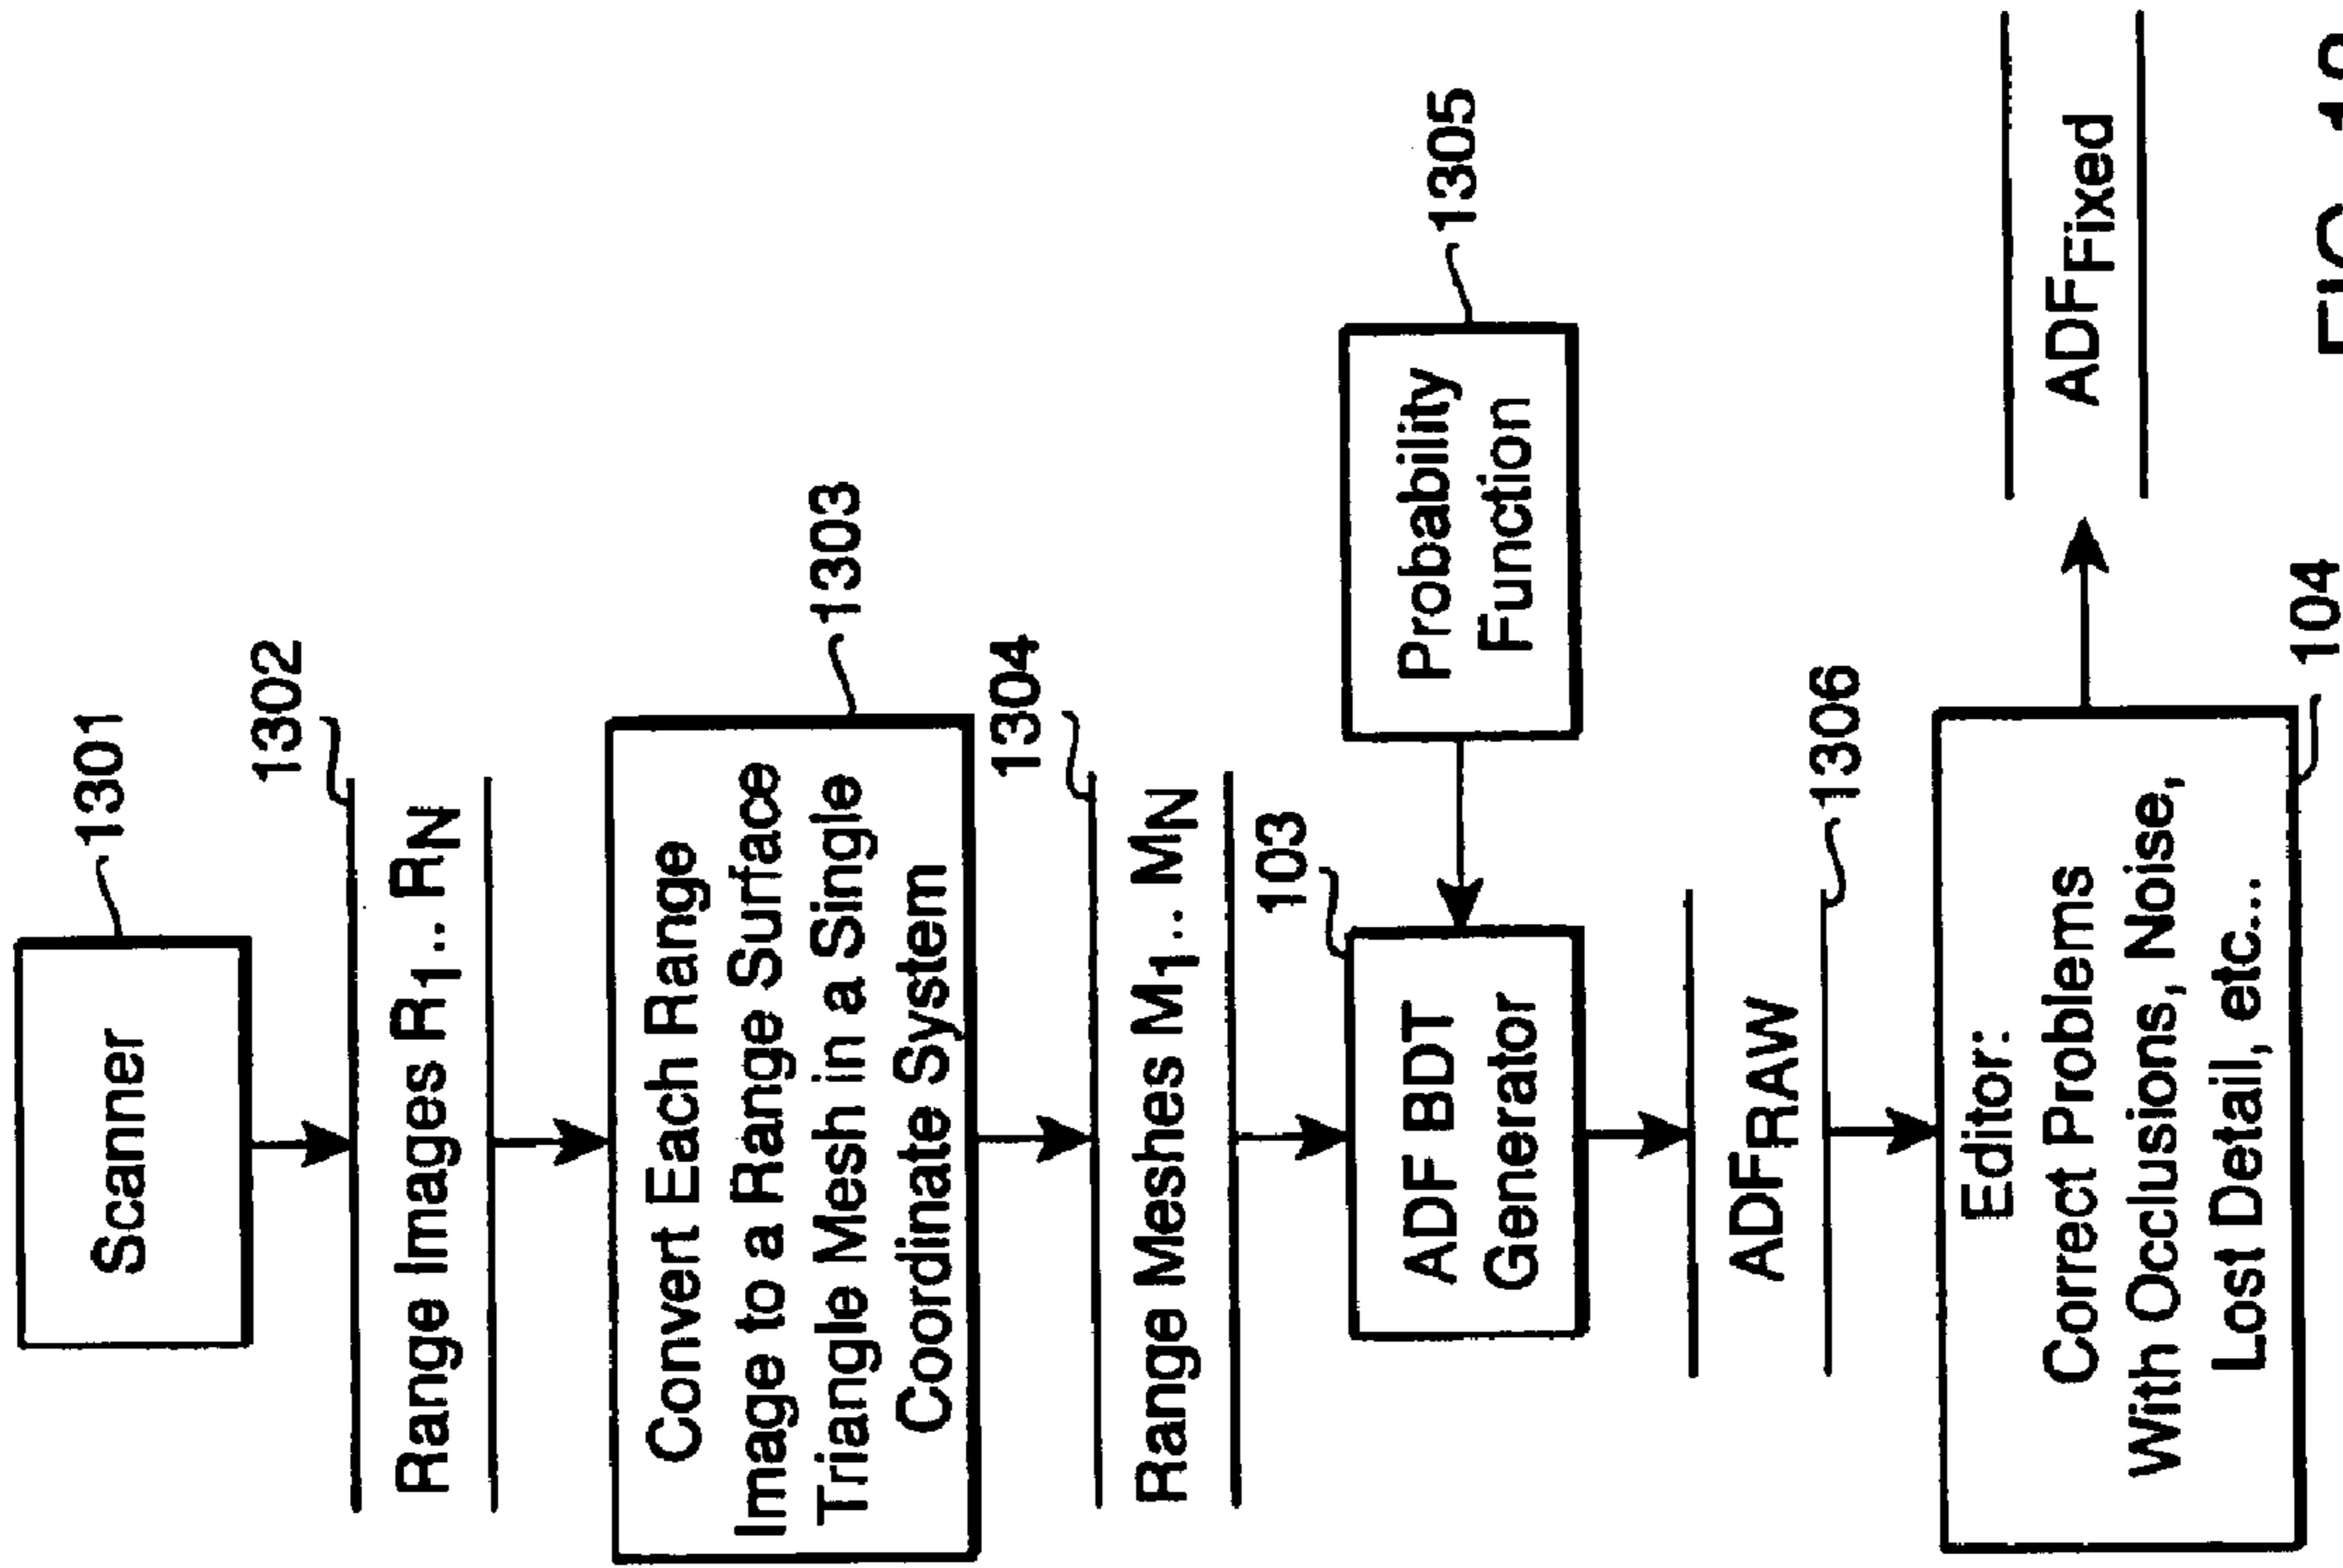 Scanner
1301
1302
Range Images R1.. RN
Convert Each Range
Image to a Range Surface
Triangle Mesh in a Single
Coordinate System
1303
1304
Range Meshes M1.. MN
103
ADF BDT
Generator
Probability
Function
1305
ADFRAW
1306
Editor:
Correct Problems
With Occlusions, Noise,
Lost Detail, etc...
104
ADFFixed
FIG